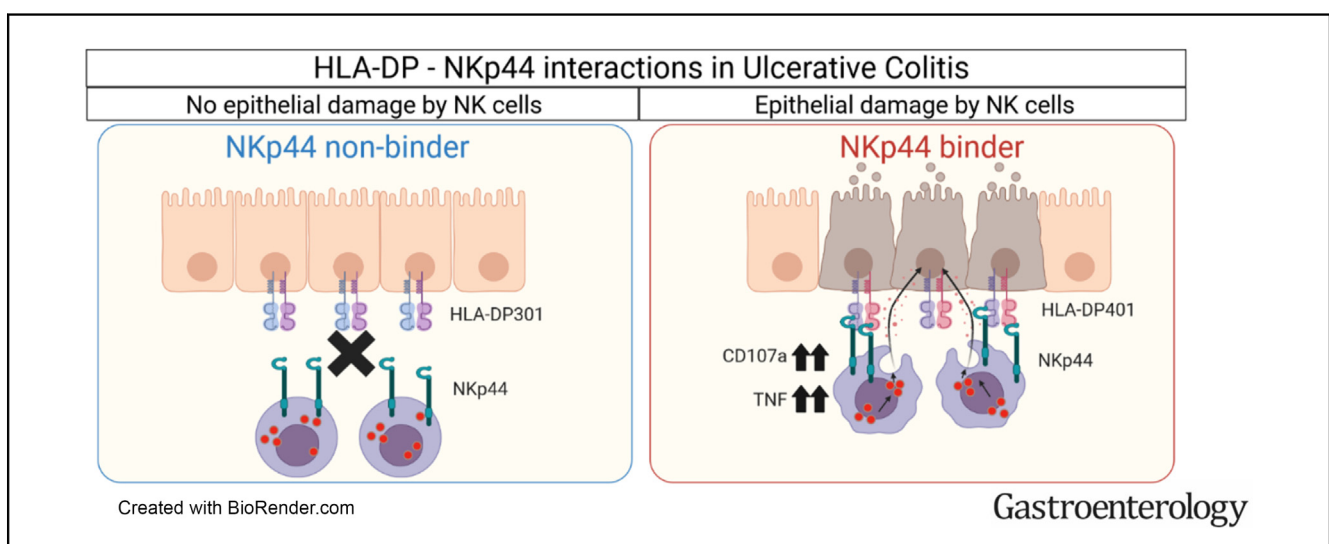 HLA-DP - NKp44 interactions in Ulcerative Colitis
No epithelial damage by NK cells
Epithelial damage by NK cells
NKp44 non-binder
HLA-DP301
NKp44
NKp44 binder
HLA-DP401
CD107a
NKp44
TNF
Created with BioRender.com
Gastroenterology